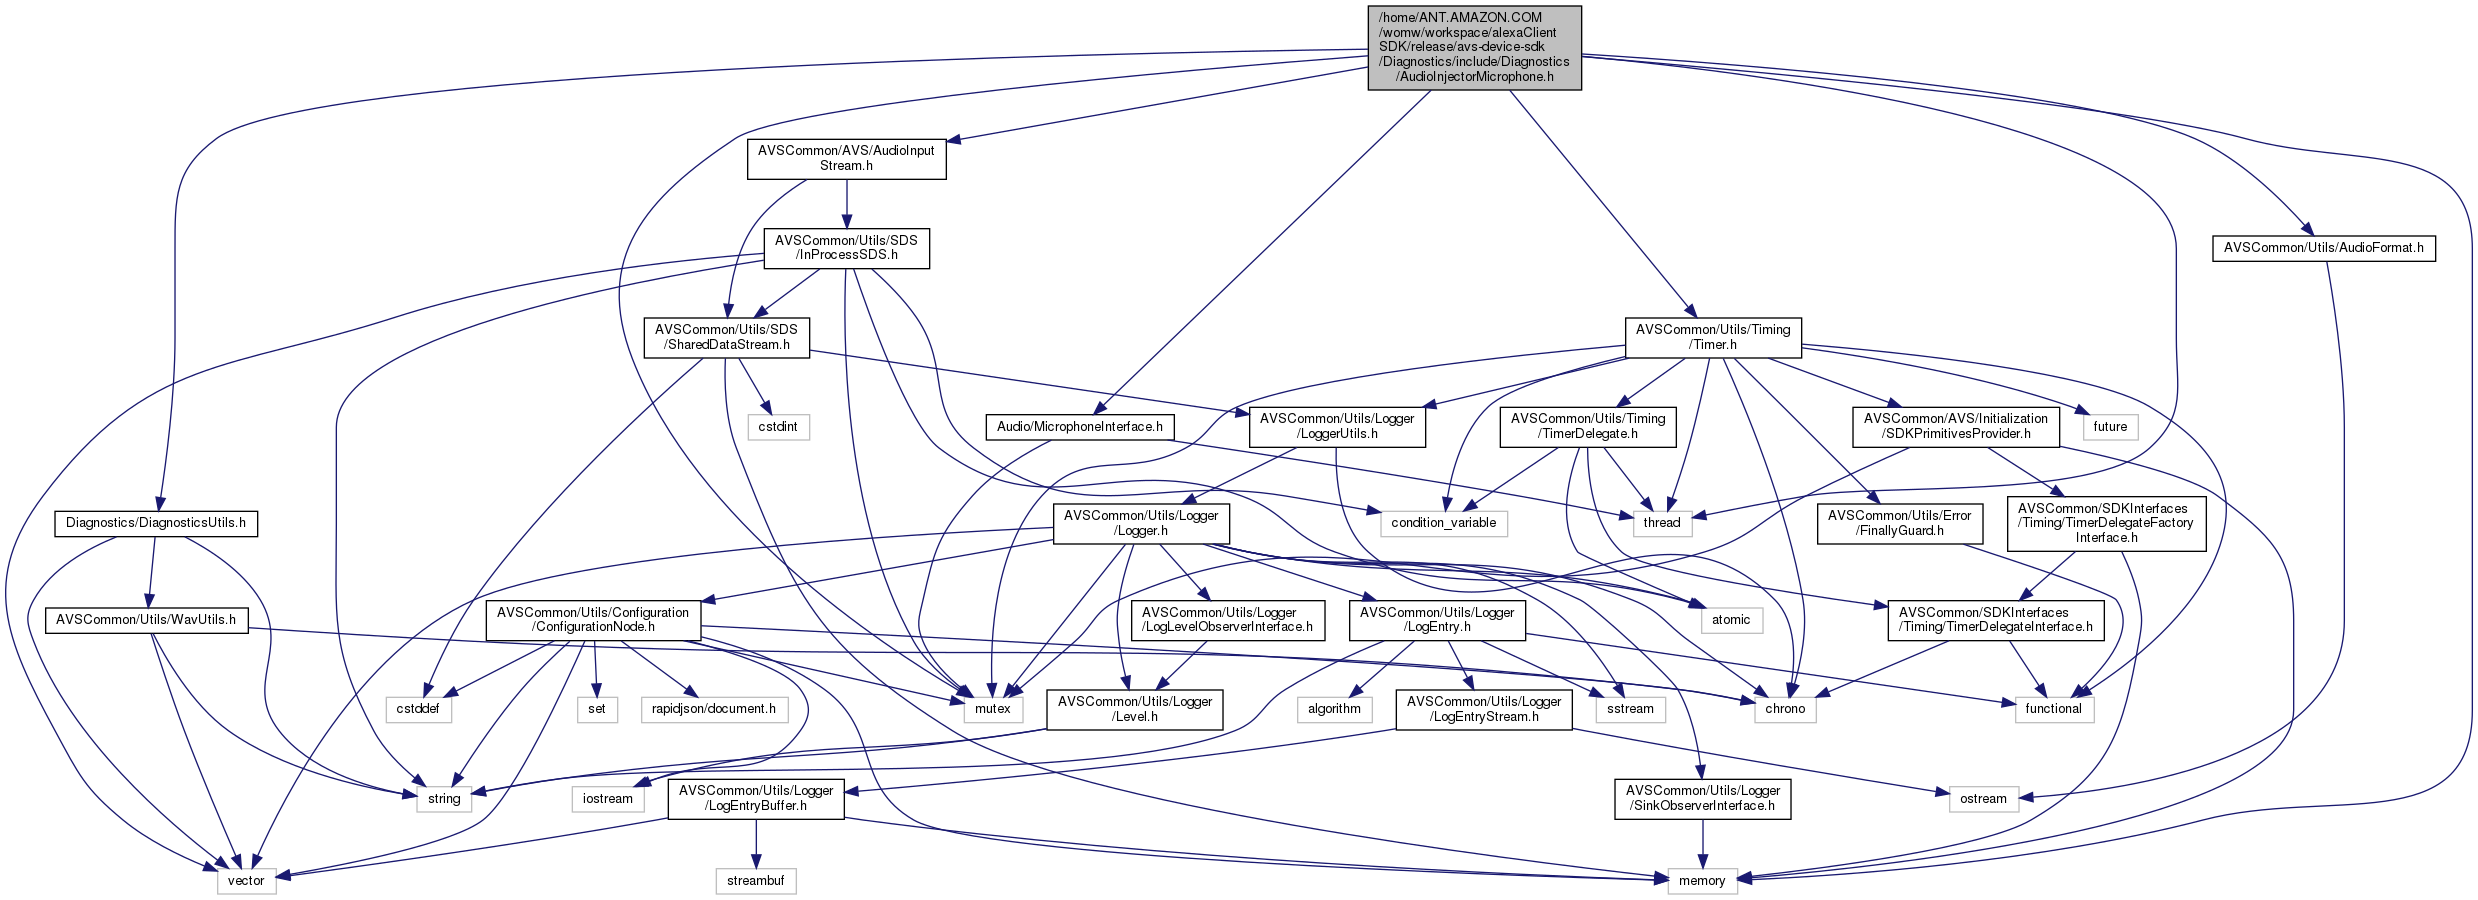 /home/ANT.AMAZON.COM
/womw/workspace/alexaClient
SDK/release/avs-device-sdk
/Diagnostics/include/Diagnostics
/AudioInjectorMicrophone.h
AVSCommon/AVS/AudioInput
Stream.h
AVSCommon/Utils/SDS
/InProcessSDS.h
AVSCommon/Utils/AudioFormat.h
AVSCommon/Utils/SDS
/SharedDataStream.h
AVSCommon/Utils/Timing
/Timer.h
cstdint
Audio/MicrophoneInterface.h
AVSCommon/Utils/Logger
/LoggerUtils.h
AVSCommon/Utils/Timing
/TimerDelegate.h
AVSCommon/AVS/Initialization
/SDKPrimitivesProvider.h
future
Diagnostics/DiagnosticsUtils.h
AVSCommon/Utils/Logger
/Logger.h
condition_variable
thread
AVSCommon/Utils/Error
/FinallyGuard.h
AVSCommon/SDKInterfaces
/Timing/TimerDelegateFactory
Interface.h
AVSCommon/Utils/WavUtils.h
AVSCommon/Utils/Configuration
/ConfigurationNode.h
AVSCommon/Utils/Logger
/LogLevelObserverInterface.h
AVSCommon/Utils/Logger
/LogEntry.h
atomic
AVSCommon/SDKInterfaces
/Timing/TimerDelegateInterface.h
cstddef
set
rapidjson/document.h
mutex
AVSCommon/Utils/Logger
/Level.h
algorithm
AVSCommon/Utils/Logger
/LogEntryStream.h
sstream
chrono
functional
string
iostream
AVSCommon/Utils/Logger
/LogEntryBuffer.h
AVSCommon/Utils/Logger
/SinkObserverInterface.h
ostream
vector
streambuf
memory